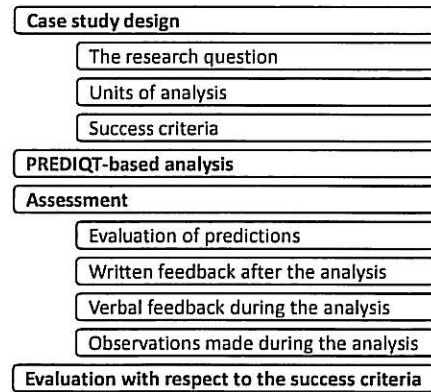 Case study design
The research question
Units of analysis
Success criteria
PREDIQT-based analysis
Assessment
Evaluation of predictions
Written feedback after the analysis
Verbal feedback during the analysis
Observations made during the analysis
Evaluation with respect to the success criteria